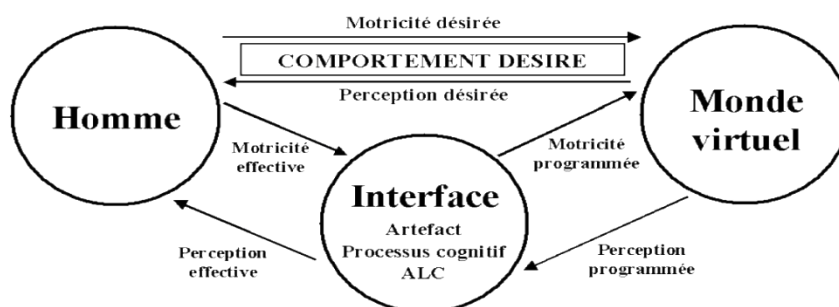 Motricité désirée
COMPORTEMENT DESIRE
Perception désirée
Homme
Monde
virtuel
Motricité
effective
Motricité
programmée
Interface
Artefact
Processus cognitif
ALC
Perception
effective
Perception
programmée